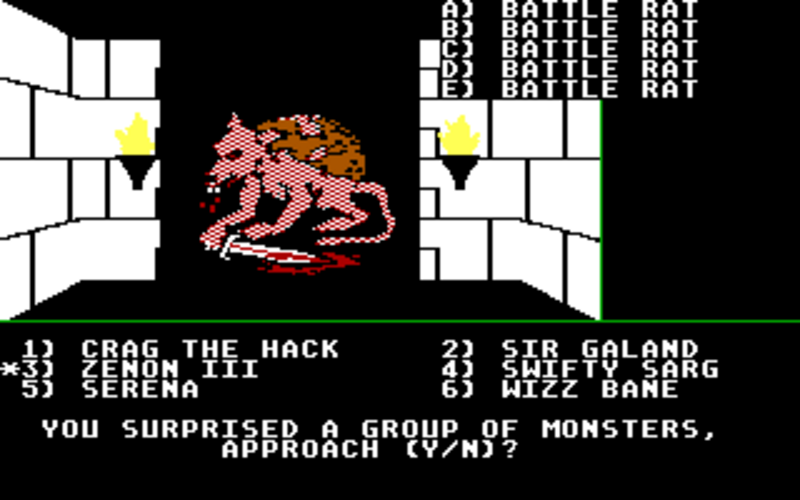 A) BATTLE RAT
B) BATTLE RAT
C) BATTLE RAT
D) BATTLE RAT
E) BATTLE RAT
1) CRAG THE HACK 2) SIR GALAND
*3) ZENON III 4) SWIFTY SARG
5) SERENA 6) WIZZ BANE
YOU SURPRISED A GROUP OF MONSTERS,
APPROACH (Y/N)?